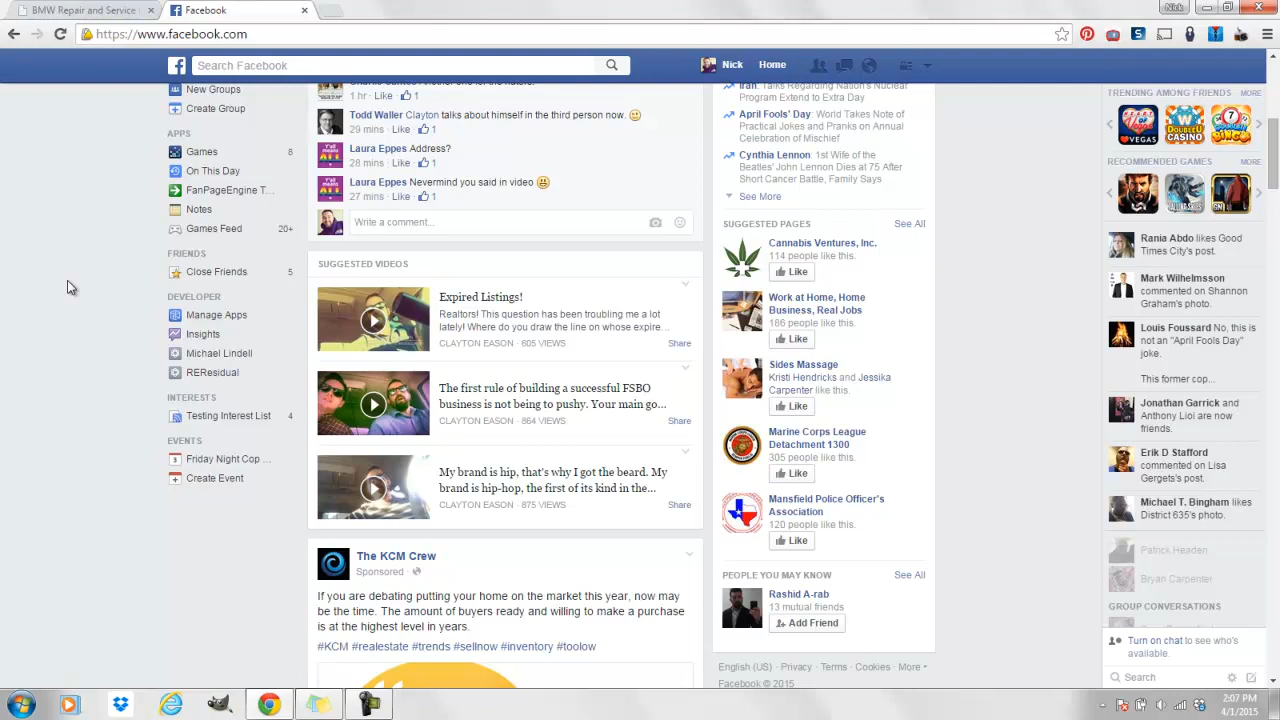 BMW Repair and Service
Facebook
Nick
https://www.facebook.com
Search Facebook
Nick
Home
New Groups
Create Group
APPS
Games 8
On This Day
FanPageEngine T...
Notes
Games Feed 20+
FRIENDS
Close Friends 5
DEVELOPER
Manage Apps
Insights
Michael Lindell
REResidual
INTERESTS
Testing Interest List 4
EVENTS
3 Friday Night Cop ...
Create Event
1 hr · Like · 1
Todd Waller Clayton talks about himself in the third person now.
29 mins · Like · 1
Laura Eppes Address?
28 mins · Like · 1
Laura Eppes Nevermind you said in video
27 mins · Like · 1
Write a comment...
SUGGESTED VIDEOS
Expired Listings!
Realtors! This question has been troubling me a lot
lately! Where do you draw the line on whose expire...
CLAYTON EASON · 605 VIEWS
Share
The first rule of building a successful FSBO
business is not being to pushy. Your main go...
CLAYTON EASON · 864 VIEWS
Share
My brand is hip, that's why I got the beard. My
brand is hip-hop, the first of its kind in the...
CLAYTON EASON · 875 VIEWS
Share
The KCM Crew
Sponsored ·
If you are debating putting your home on the market this year, now may
be the time. The amount of buyers ready and willing to make a purchase
is at the highest level in years.
#KCM #realestate #trends #sellnow #inventory #toolow
Iran: Talks Regarding Nation's Nuclear
Program Extend to Extra Day
April Fools' Day: World Takes Note of
Practical Jokes and Pranks on Annual
Celebration of Mischief
Cynthia Lennon: 1st Wife of the
Beatles' John Lennon Dies at 75 After
Short Cancer Battle, Family Says
See More
SUGGESTED PAGES See All
Cannabis Ventures, Inc.
114 people like this.
Like
Work at Home, Home
Business, Real Jobs
166 people like this.
Like
Sides Massage
Kristi Hendricks and Jessika
Carpenter like this.
Like
Marine Corps League
Detachment 1300
305 people like this.
Like
Mansfield Police Officer's
Association
120 people like this.
Like
PEOPLE YOU MAY KNOW See All
Rashid A-rab
13 mutual friends
Add Friend
English (US) · Privacy · Terms · Cookies · More
Facebook © 2015
TRENDING AMONG FRIENDS MORE
HEART OF VEGAS
DOUBLEU CASINO
RECOMMENDED GAMES MORE
Rania Abdo likes Good
Times City's post.
Mark Wilhelmsson
commented on Shannon
Graham's photo.
Louis Foussard No, this is
not an "April Fools Day"
joke.
This former cop...
Jonathan Garrick and
Anthony Lioi are now
friends.
Erik D Stafford
commented on Lisa
Gerget's post.
Michael T. Bingham likes
District 635's photo.
Patrick Headen
Bryan Carpenter
GROUP CONVERSATIONS
Turn on chat to see who's
available.
Search
2:07 PM
4/1/2015